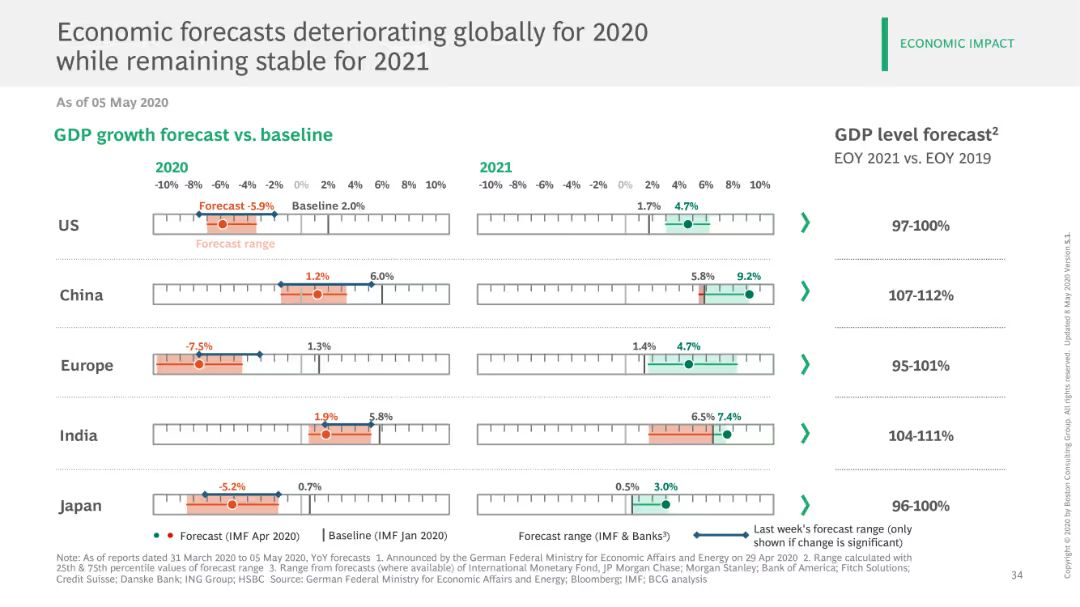 Economic forecasts deteriorating globally for 2020
while remaining stable for 2021
ECONOMIC IMPACT
As of 05 May 2020
GDP growth forecast vs. baseline
GDP level forecast2
EOY 2021 vs. EOY 2019
2020
2021
-10% -8% -6% -4% -2% 0% 2% 4% 6% 8% 10%
-10% -8% -6% -4% -2% 0% 2% 4% 6% 8% 10%
US
Forecast -5.9%
Baseline 2.0%
Forecast range
1.7%
4.7%
97-100%
China
1.2%
6.0%
5.8%
9.2%
107-112%
Europe
-7.5%
1.3%
1.4%
4.7%
95-101%
India
1.9%
5.8%
6.5%
7.4%
104-111%
Japan
-5.2%
0.7%
0.5%
3.0%
96-100%
Forecast (IMF Apr 2020)
Baseline (IMF Jan 2020)
Forecast range (IMF & Banks3)
Last week's forecast range (only
shown if change is significant)
Note: As of reports dated 31 March 2020 to 05 May 2020, YoY forecasts 1. Announced by the German Federal Ministry for Economic Affairs and Energy on 29 Apr 2020 2. Range calculated with
25th & 75th percentile values of forecast range 3. Range from forecasts (where available) of International Monetary Fund, JP Morgan Chase; Morgan Stanley; Bank of America; Fitch Solutions;
Credit Suisse; Danske Bank; ING Group; HSBC Source: German Federal Ministry for Economic Affairs and Energy; Bloomberg; IMF; BCG analysis
34
Copyright © 2020 by Boston Consulting Group. All rights reserved. Updated 8 May 2020 Version 5.1.